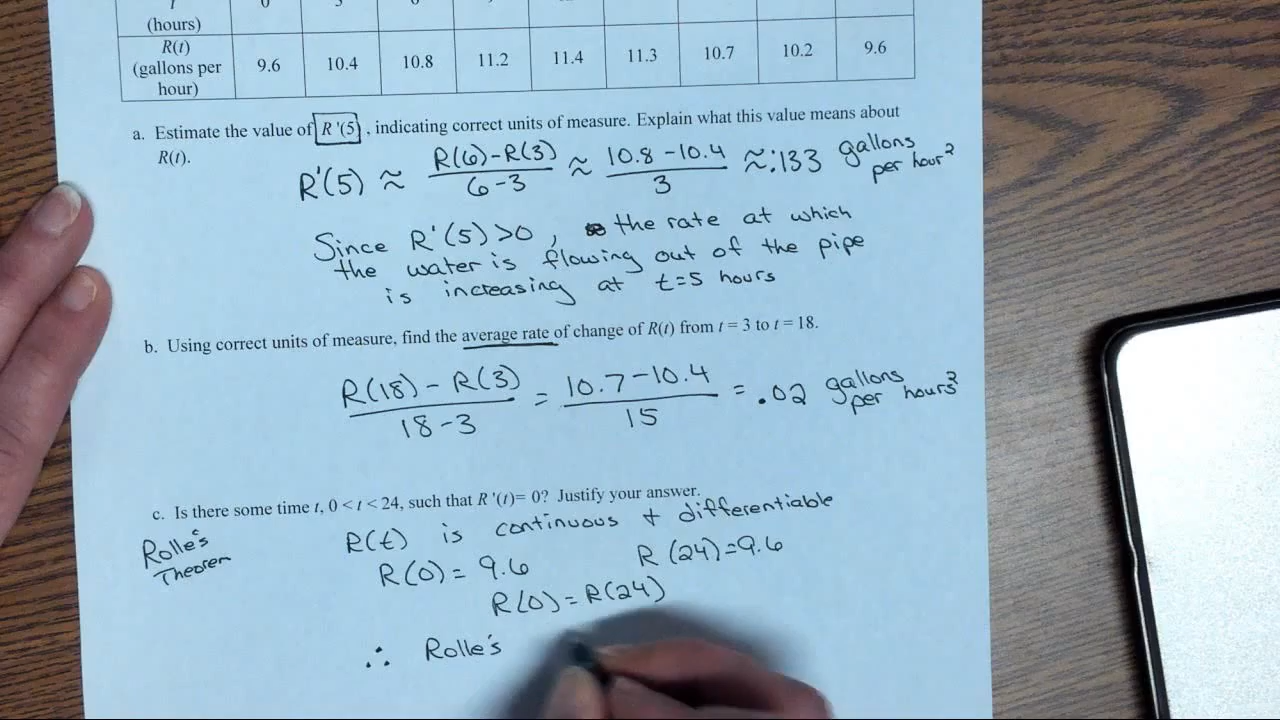 (hours)
R(t)
(gallons per
hour)
9.6 10.4 10.8 11.2 11.4 11.3 10.7 10.2 9.6
a. Estimate the value of R '(5) , indicating correct units of measure. Explain what this value means about
R(t).
R'(5) ≈ R(6)-R(3) / 6-3 ≈ 10.8-10.4 / 3 ≈ .133 gallons per hour²
Since R'(5)>0 , the rate at which
the water is flowing out of the pipe
is increasing at t=5 hours
b. Using correct units of measure, find the average rate of change of R(t) from t = 3 to t = 18.
R(18) - R(3) / 18-3 = 10.7-10.4 / 15 = .02 gallons per hours²
c. Is there some time t, 0 < t < 24, such that R '(t)= 0? Justify your answer.
Rolle's
Theorem
R(t) is continuous + differentiable
R(0) = 9.6 R(24)=9.6
R(0)=R(24)
∴ Rolle's